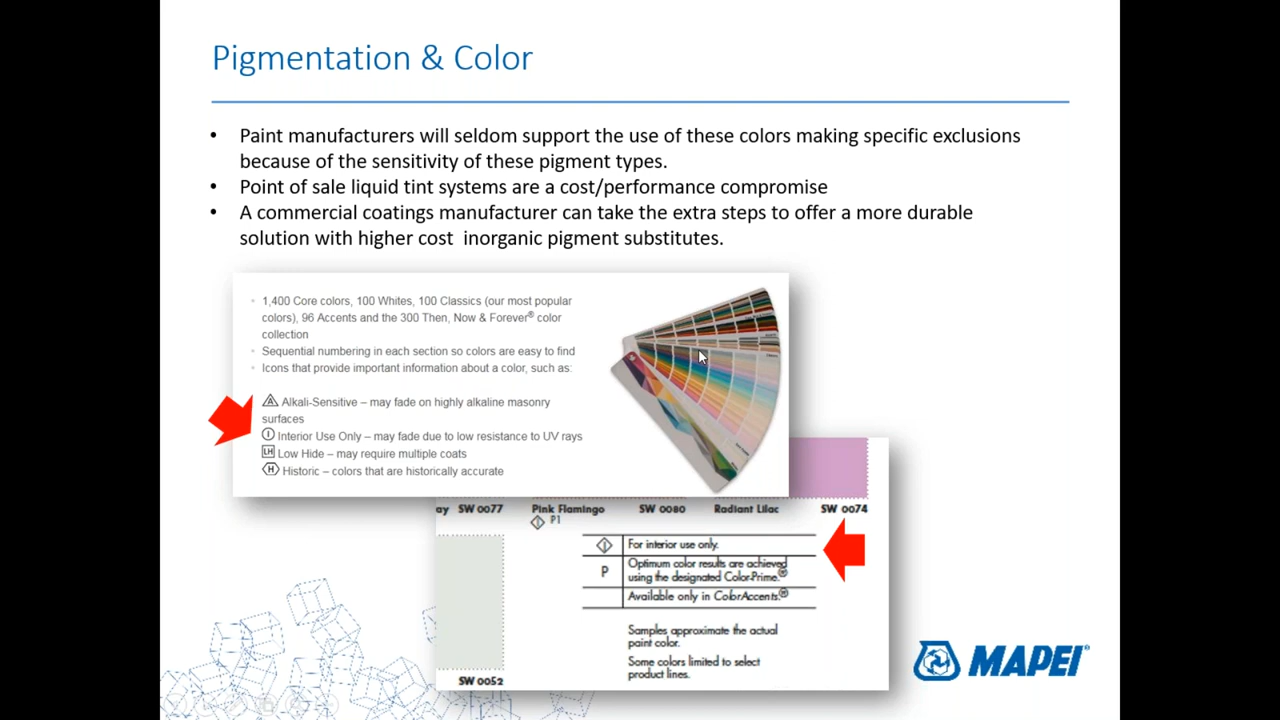 Pigmentation & Color
• Paint manufacturers will seldom support the use of these colors making specific exclusions
because of the sensitivity of these pigment types.
• Point of sale liquid tint systems are a cost/performance compromise
• A commercial coatings manufacturer can take the extra steps to offer a more durable
solution with higher cost  inorganic pigment substitutes.
• 1,400 Core colors, 100 Whites, 100 Classics (our most popular
colors), 96 Accents and the 300 Then, Now & Forever® color
collection
• Sequential numbering in each section so colors are easy to find
• Icons that provide important information about a color, such as:
A Alkali-Sensitive – may fade on highly alkaline masonry
surfaces
I Interior Use Only – may fade due to low resistance to UV rays
LH Low Hide – may require multiple coats
H Historic – colors that are historically accurate
ay SW 0077 Pink Flamingo SW 0080 Radiant Lilac SW 0074
I P1
I For interior use only.
P Optimum color results are achieved
using the designated Color-Prime.®
Available only in ColorAccents.®
Samples approximate the actual
paint color.
Some colors limited to select
product lines.
SW 0052
MAPEI®